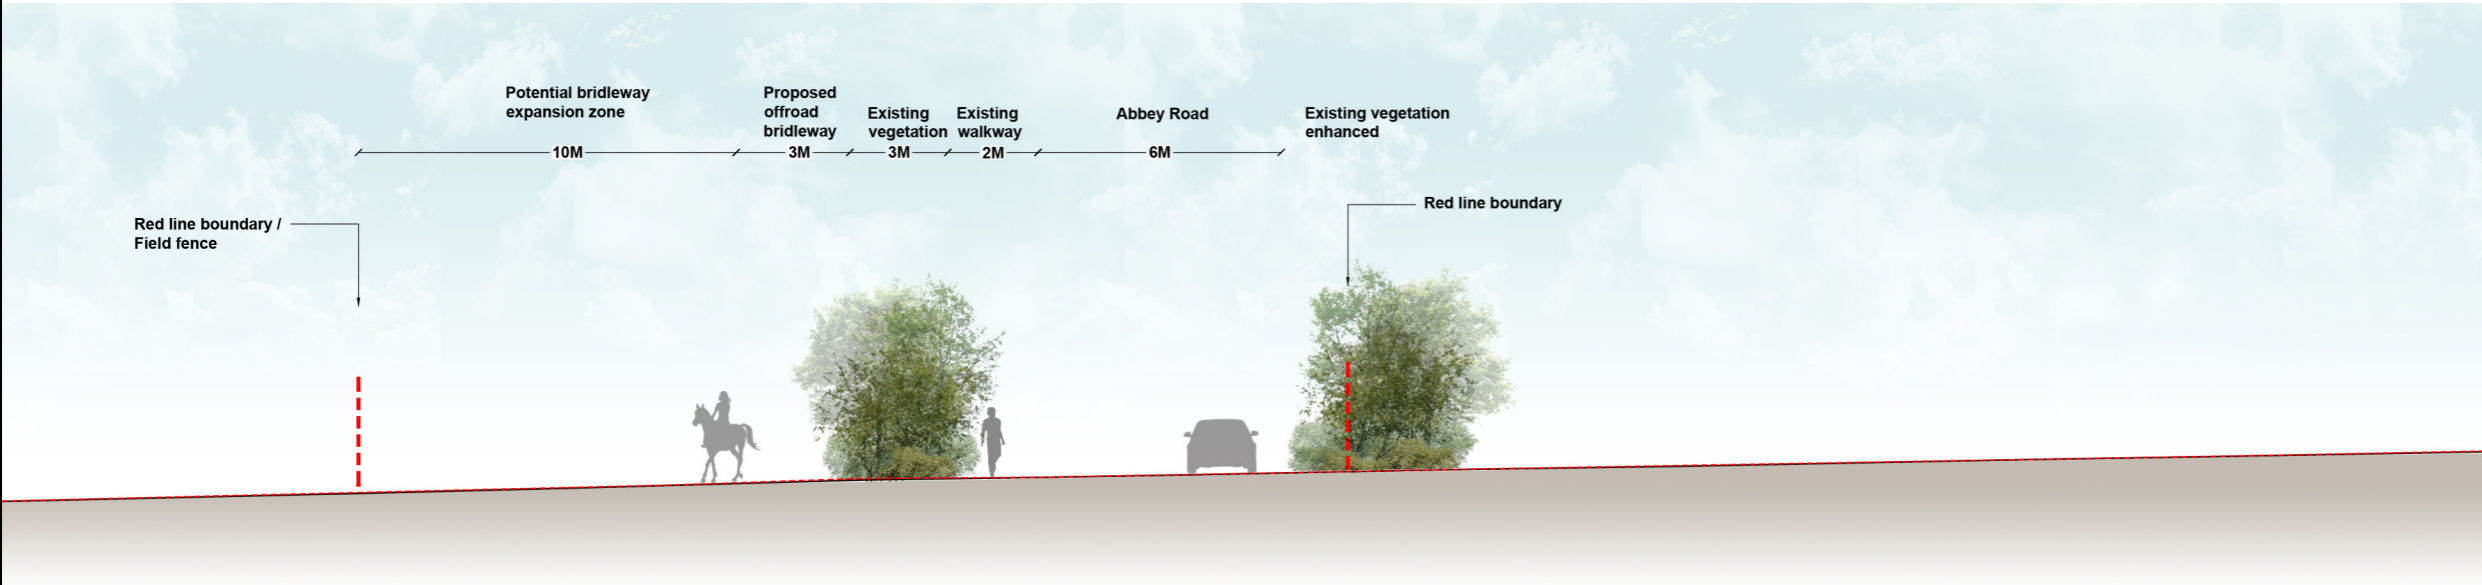 Potential bridleway
expansion zone
10M
Proposed
offroad
bridleway
3M
Existing
vegetation
3M
Existing
walkway
2M
Abbey Road
6M
Existing vegetation
enhanced
Red line boundary /
Field fence
Red line boundary